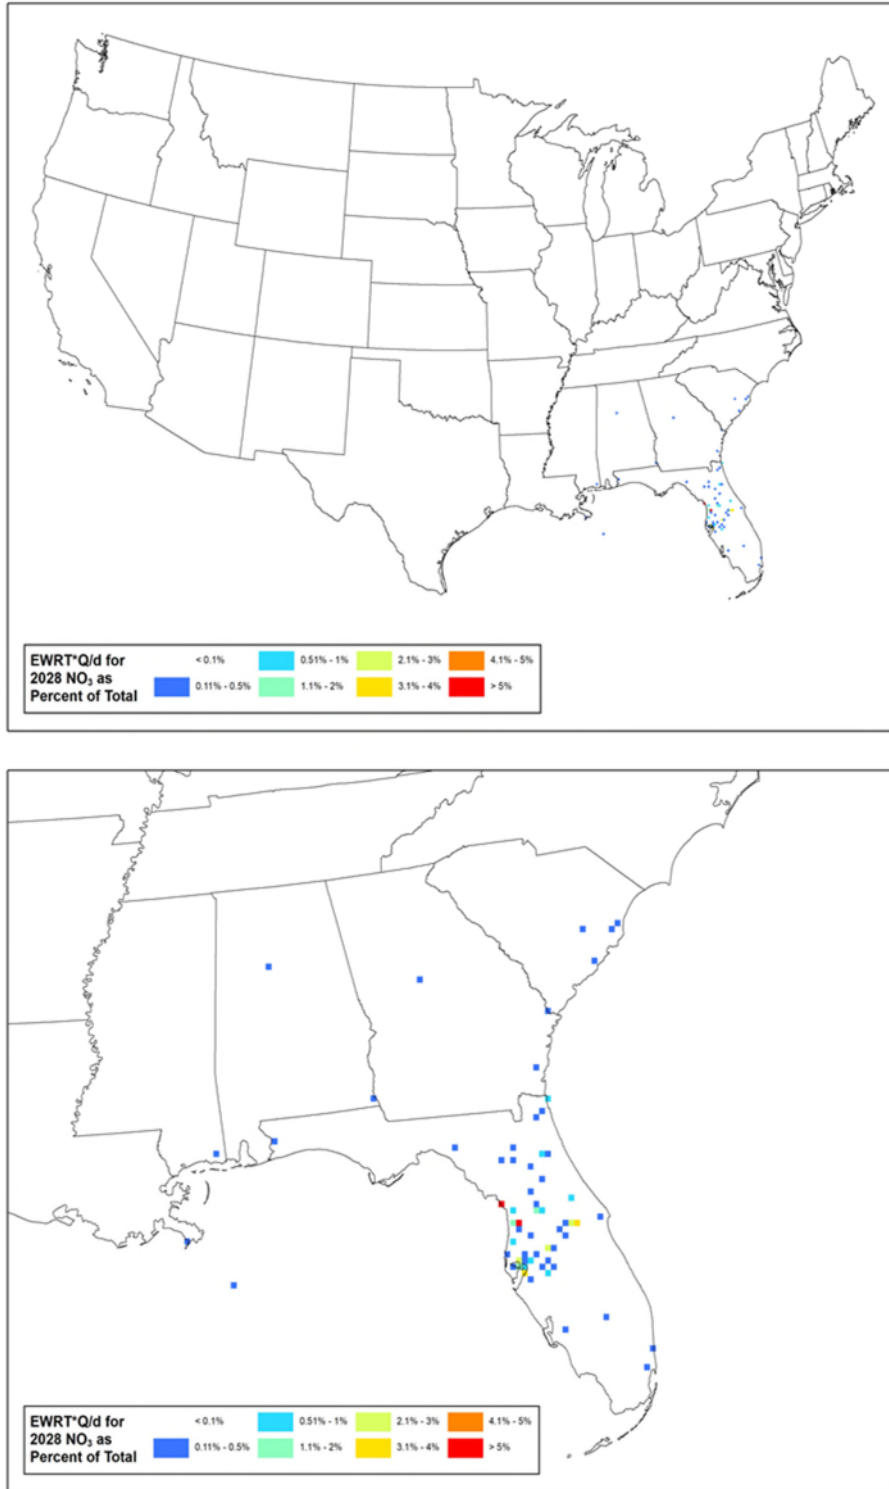 EWRT*Q/d for
2028 NO₃ as
Percent of Total
< 0.1% 0.51% - 1% 2.1% - 3% 4.1% - 5%
0.11% - 0.5% 1.1% - 2% 3.1% - 4% > 5%
EWRT*Q/d for
2028 NO₃ as
Percent of Total
< 0.1% 0.51% - 1% 2.1% - 3% 4.1% - 5%
0.11% - 0.5% 1.1% - 2% 3.1% - 4% > 5%